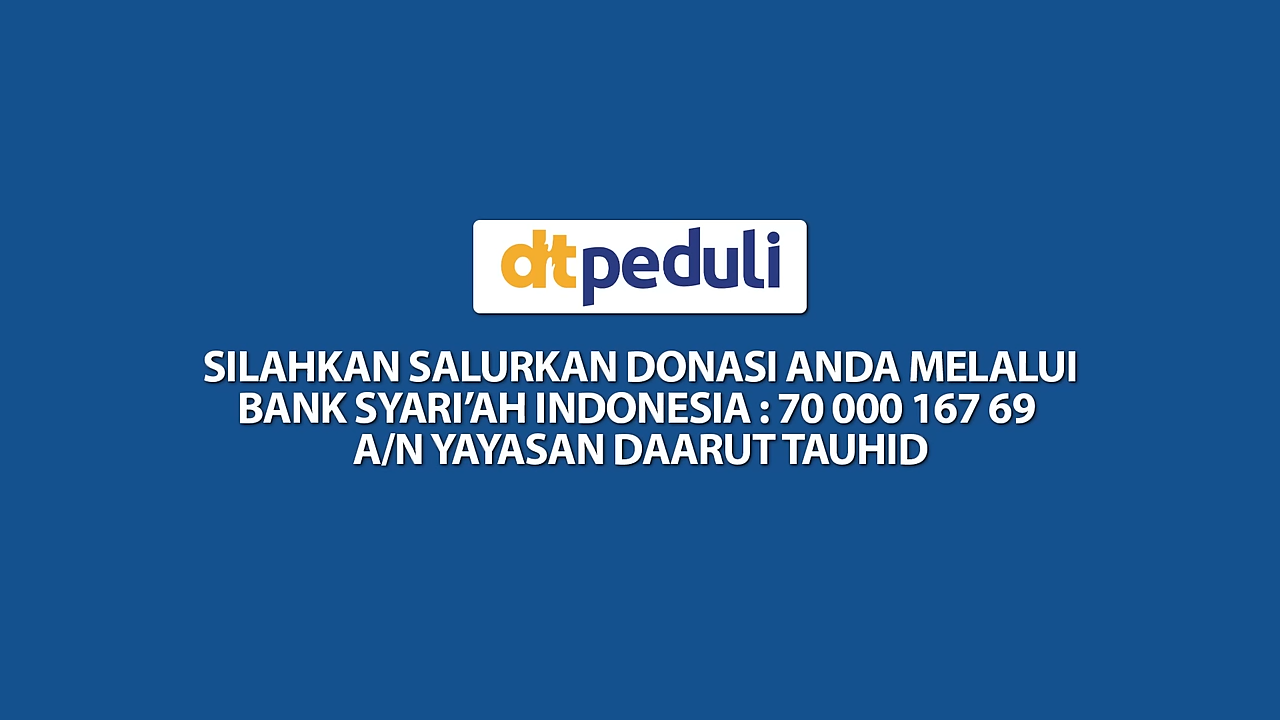 dtpeduli
SILAHKAN SALURKAN DONASI ANDA MELALUI
BANK SYARI’AH INDONESIA : 70 000 167 69
A/N YAYASAN DAARUT TAUHID